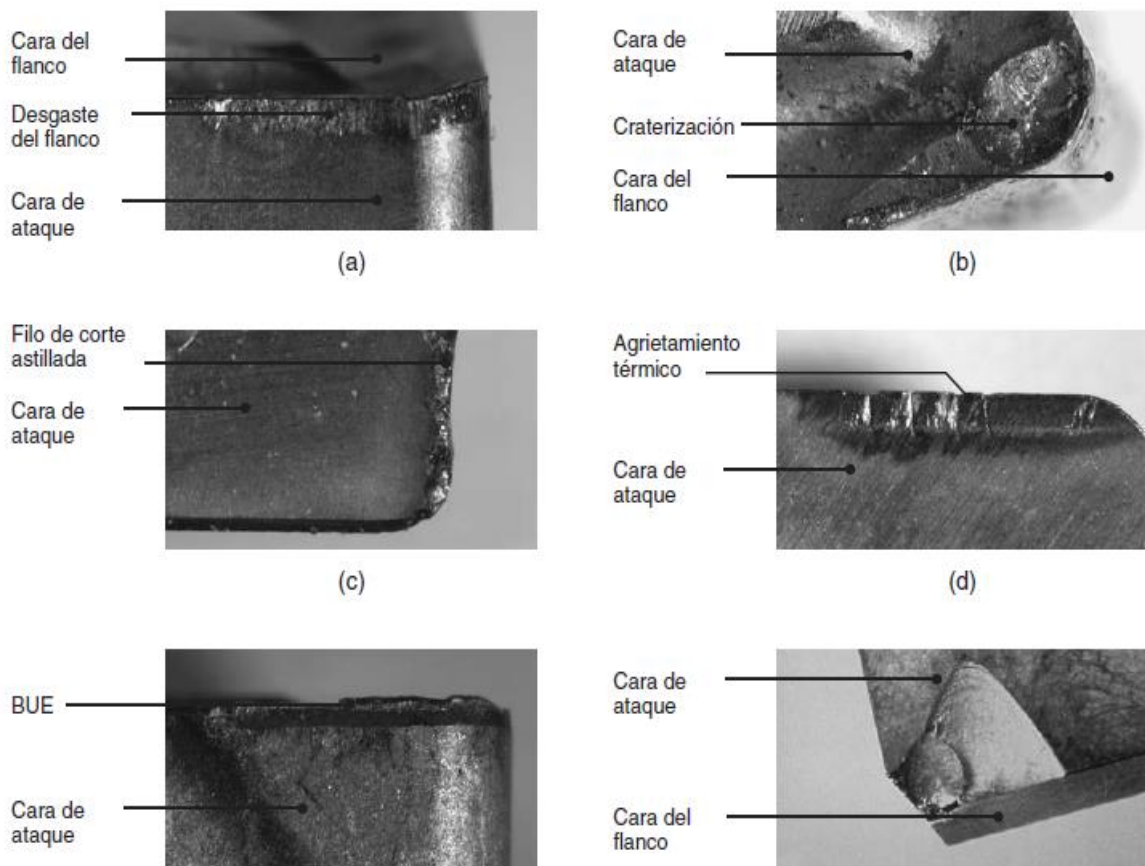 Cara del
flanco
Desgaste
del flanco
Cara de
ataque
(a)
Cara de
ataque
Craterización
Cara del
flanco
(b)
Filo de corte
astillada
Cara de
ataque
(c)
Agrietamiento
térmico
Cara de
ataque
(d)
BUE
Cara de
ataque
Cara de
ataque
Cara del
flanco